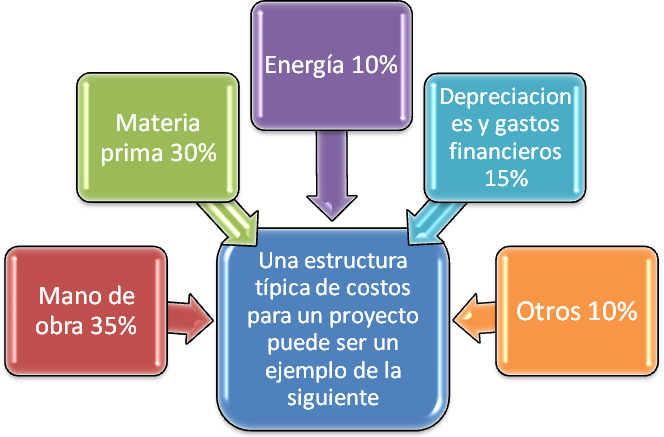 Energía 10%
Materia
prima 30%
Depreciacion
es y gastos
financieros
15%
Mano de
obra 35%
Una estructura
típica de costos
para un proyecto
puede ser un
ejemplo de la
siguiente
Otros 10%